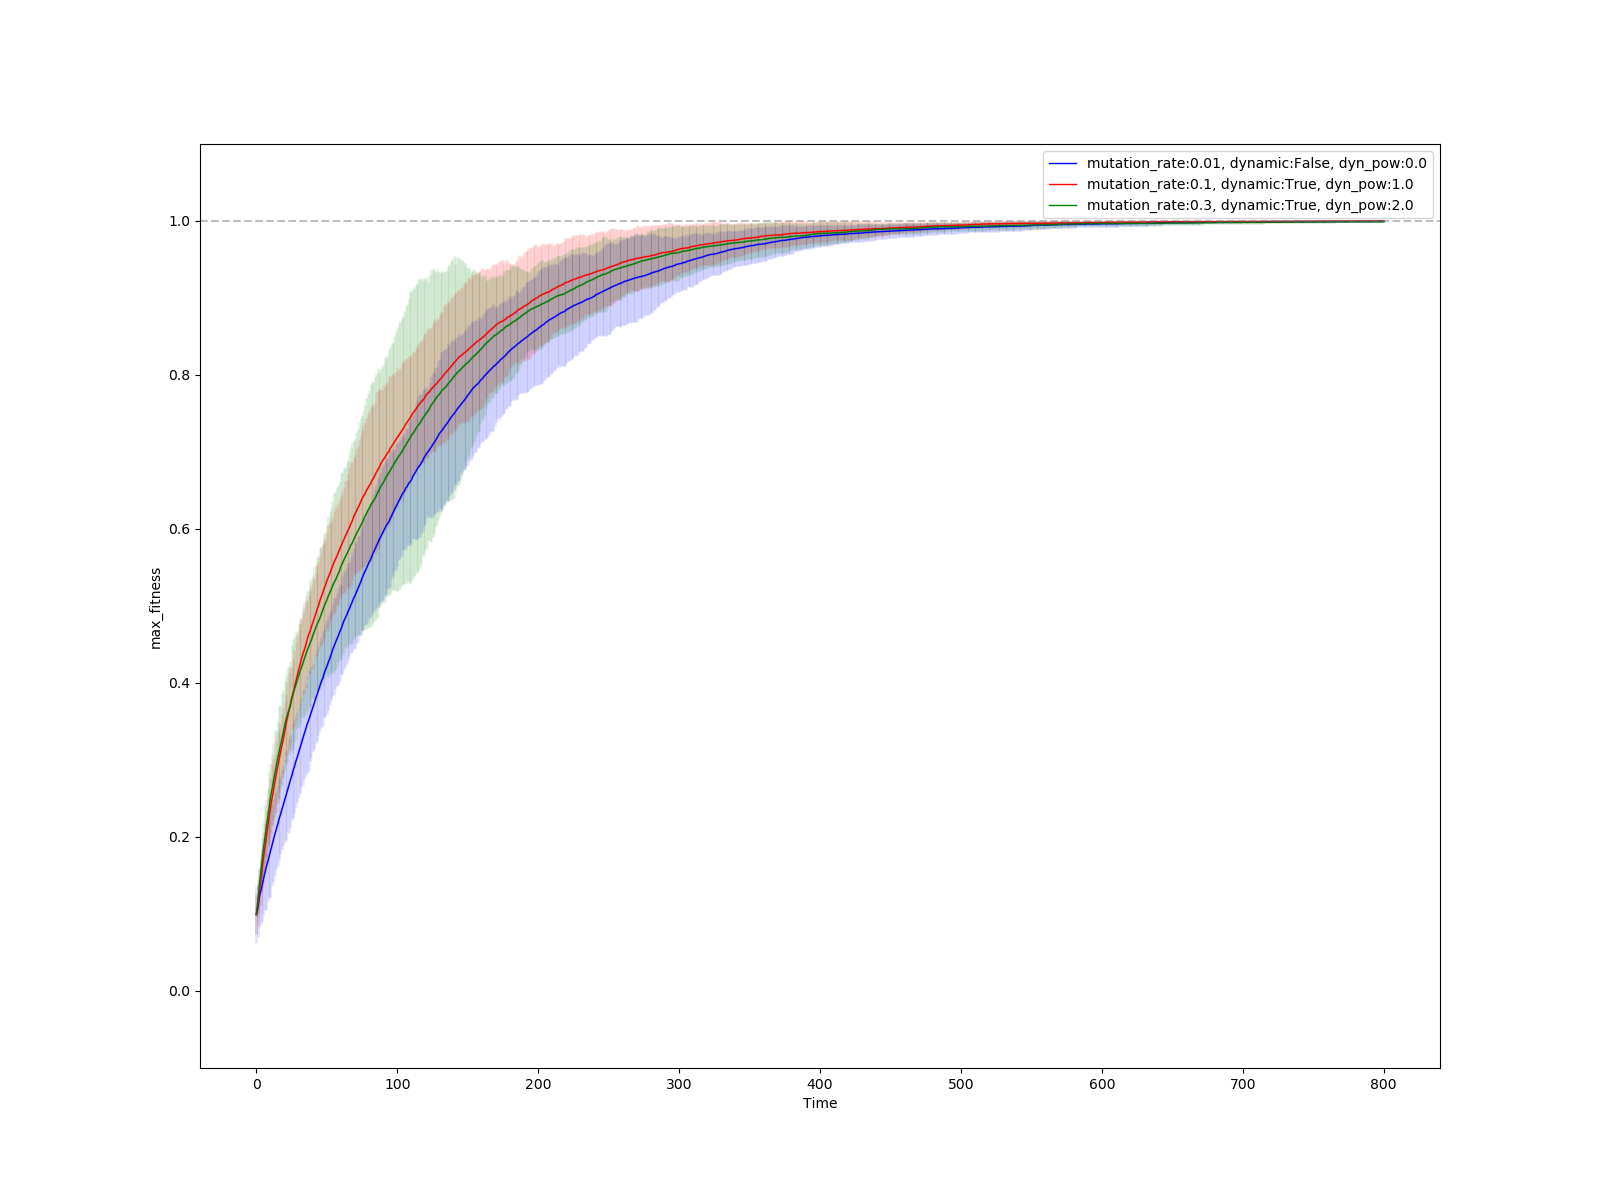 mutation_rate:0.01, dynamic:False, dyn_pow:0.0
mutation_rate:0.1, dynamic:True, dyn_pow:1.0
mutation_rate:0.3, dynamic:True, dyn_pow:2.0
1.0
0.8
0.6
0.4
0.2
0.0
max_fitness
0 100 200 300 400 500 600 700 800
Time